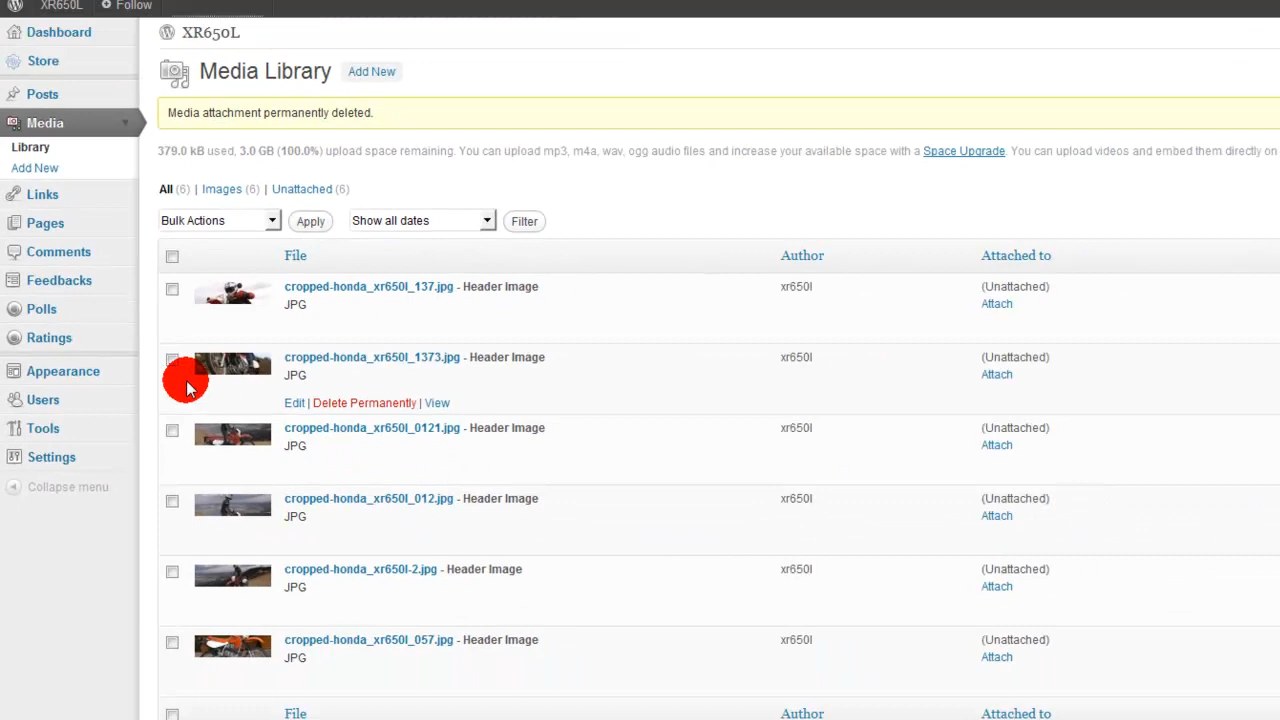 XR650L Follow
Dashboard
Store
Posts
Media
Library
Add New
Links
Pages
Comments
Feedbacks
Polls
Ratings
Appearance
Users
Tools
Settings
Collapse menu
XR650L
Media Library Add New
Media attachment permanently deleted.
379.0 kB used, 3.0 GB (100.0%) upload space remaining. You can upload mp3, m4a, wav, ogg audio files and increase your available space with a Space Upgrade. You can upload videos and embed them directly on
All (6) | Images (6) | Unattached (6)
Bulk Actions Apply Show all dates Filter
File Author Attached to
cropped-honda_xr650l_137.jpg - Header Image xr650l (Unattached)
JPG Attach
cropped-honda_xr650l_1373.jpg - Header Image xr650l (Unattached)
JPG Attach
Edit | Delete Permanently | View
cropped-honda_xr650l_0121.jpg - Header Image xr650l (Unattached)
JPG Attach
cropped-honda_xr650l_012.jpg - Header Image xr650l (Unattached)
JPG Attach
cropped-honda_xr650l-2.jpg - Header Image xr650l (Unattached)
JPG Attach
cropped-honda_xr650l_057.jpg - Header Image xr650l (Unattached)
JPG Attach
File Author Attached to